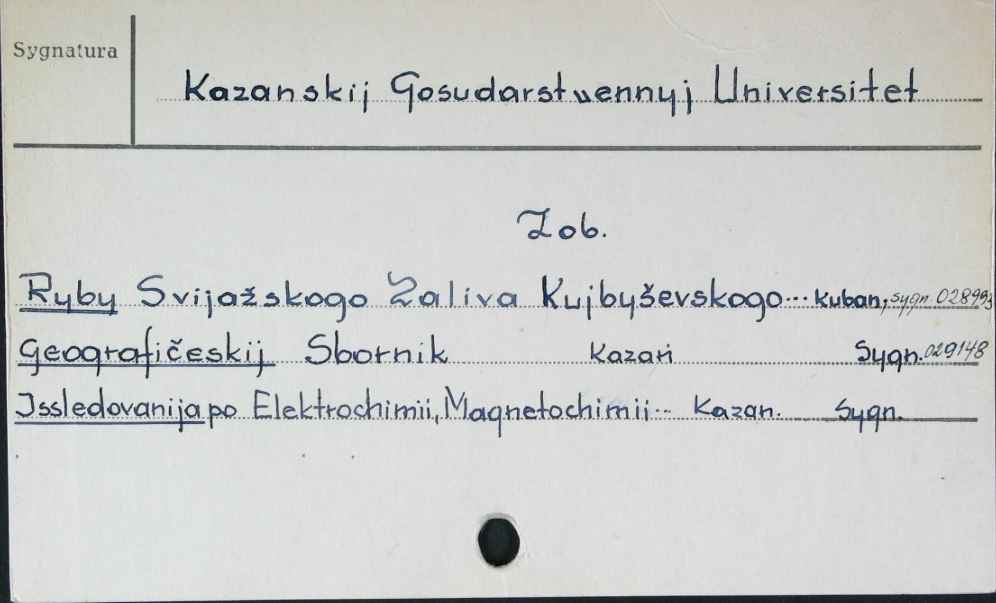 Sygnatura
Kazanskij Gosudarstvennyj Universitet
Zob.
Ryby Svijažskogo Zaliva Kujbyševskogo... Kuban, sygn. 028993
Geografičeskij Sbornik Kazań Sygn. 029148
Issledovanija po Elektrochimii, Magnetochimii... Kazan. Sygn.